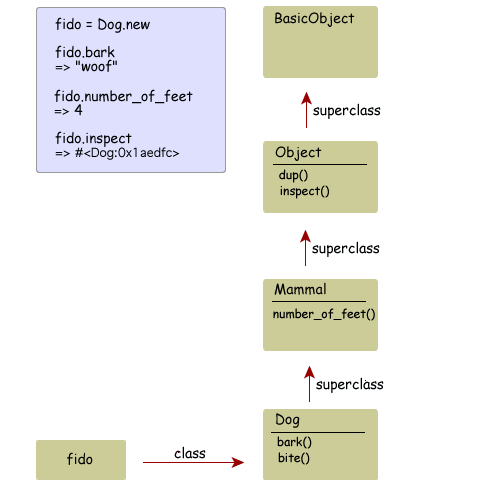 fido = Dog.new
fido.bark
=> "woof"
fido.number_of_feet
=> 4
fido.inspect
=> #<Dog:0x1aedfc>
BasicObject
superclass
Object
dup()
inspect()
superclass
Mammal
number_of_feet()
superclass
Dog
bark()
bite()
fido
class